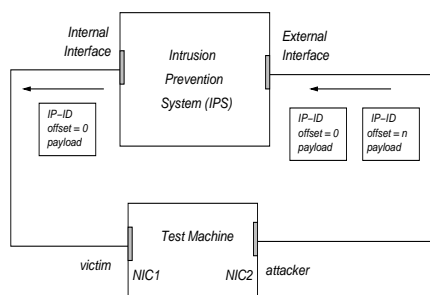 Internal
Interface
Intrusion
Prevention
System (IPS)
External
Interface
IP–ID
offset = 0
payload
IP–ID
offset = 0
payload
IP–ID
offset = n
payload
Test Machine
victim
NIC1
NIC2
attacker